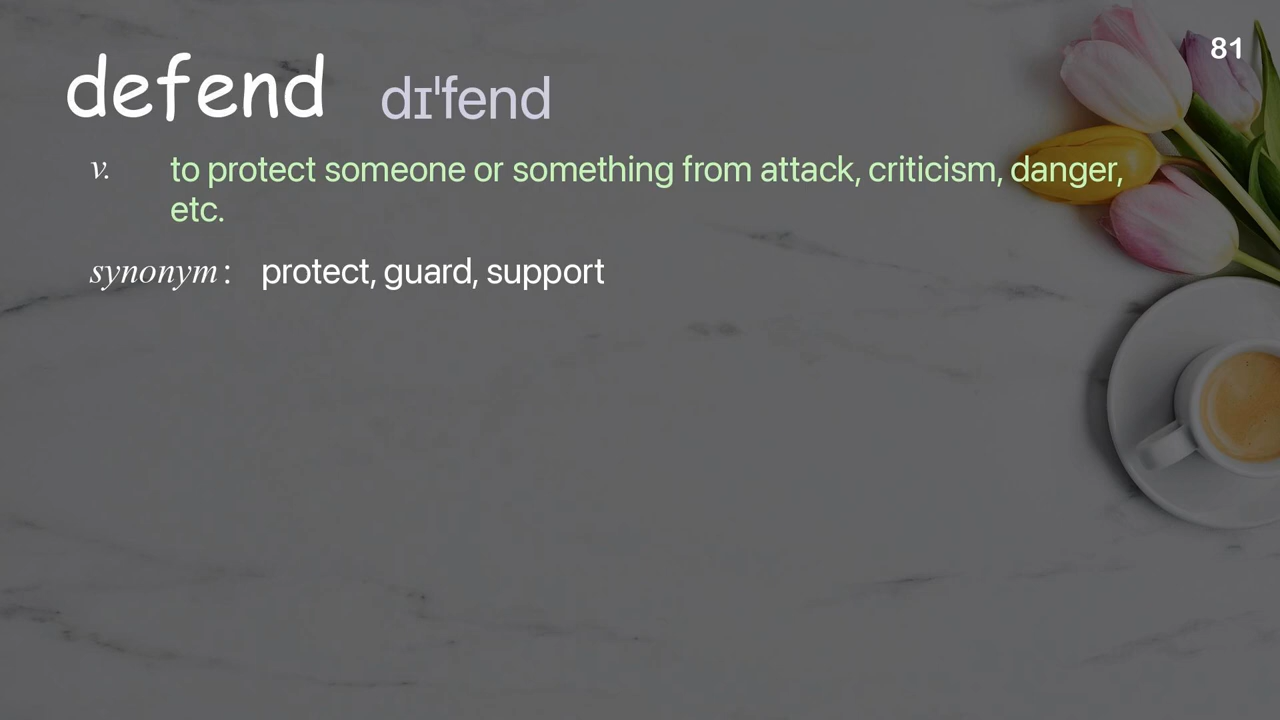 81
defend dɪˈfend
v. to protect someone or something from attack, criticism, danger,
etc.
synonym: protect, guard, support